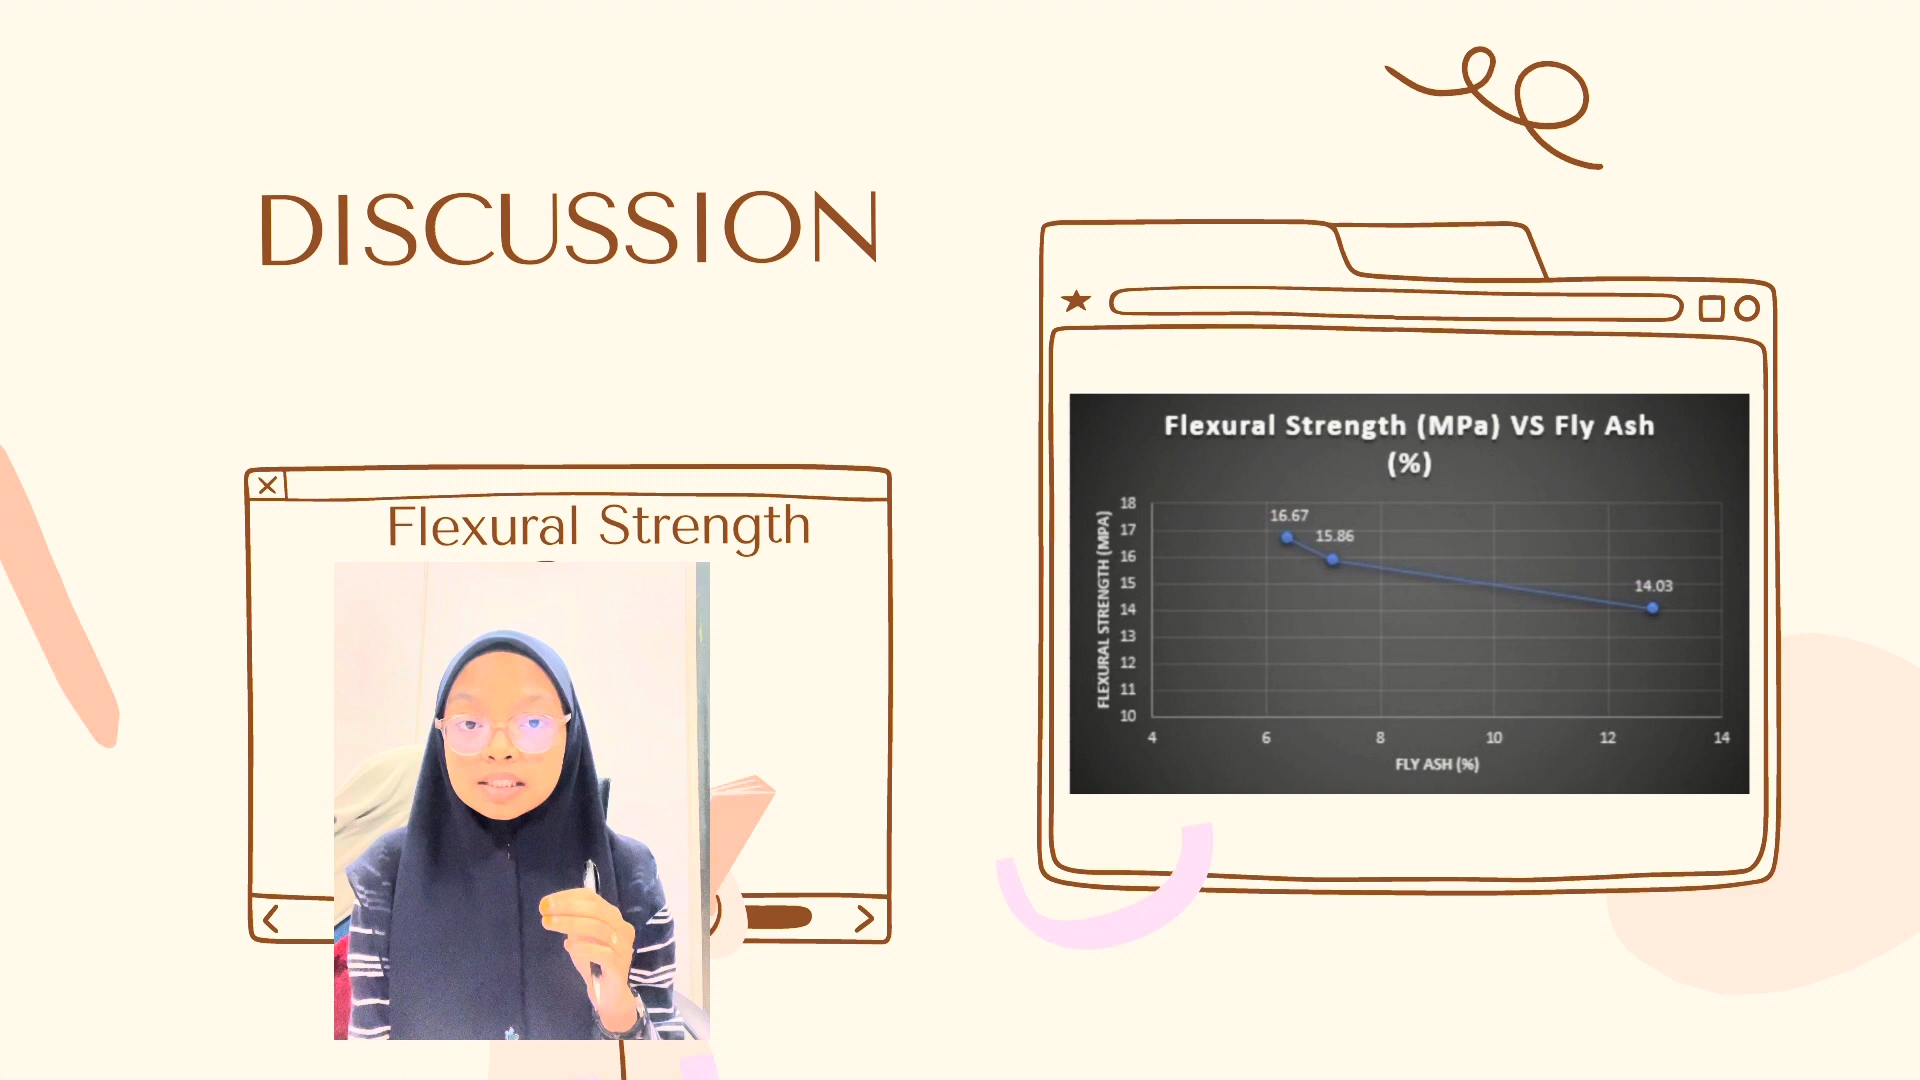 DISCUSSION
Flexural Strength
Flexural Strength (MPa) VS Fly Ash
(%)
FLEXURAL STRENGTH (MPA)
18
17
16
15
14
13
12
11
10
16.67
15.86
14.03
4 6 8 10 12 14
FLY ASH (%)